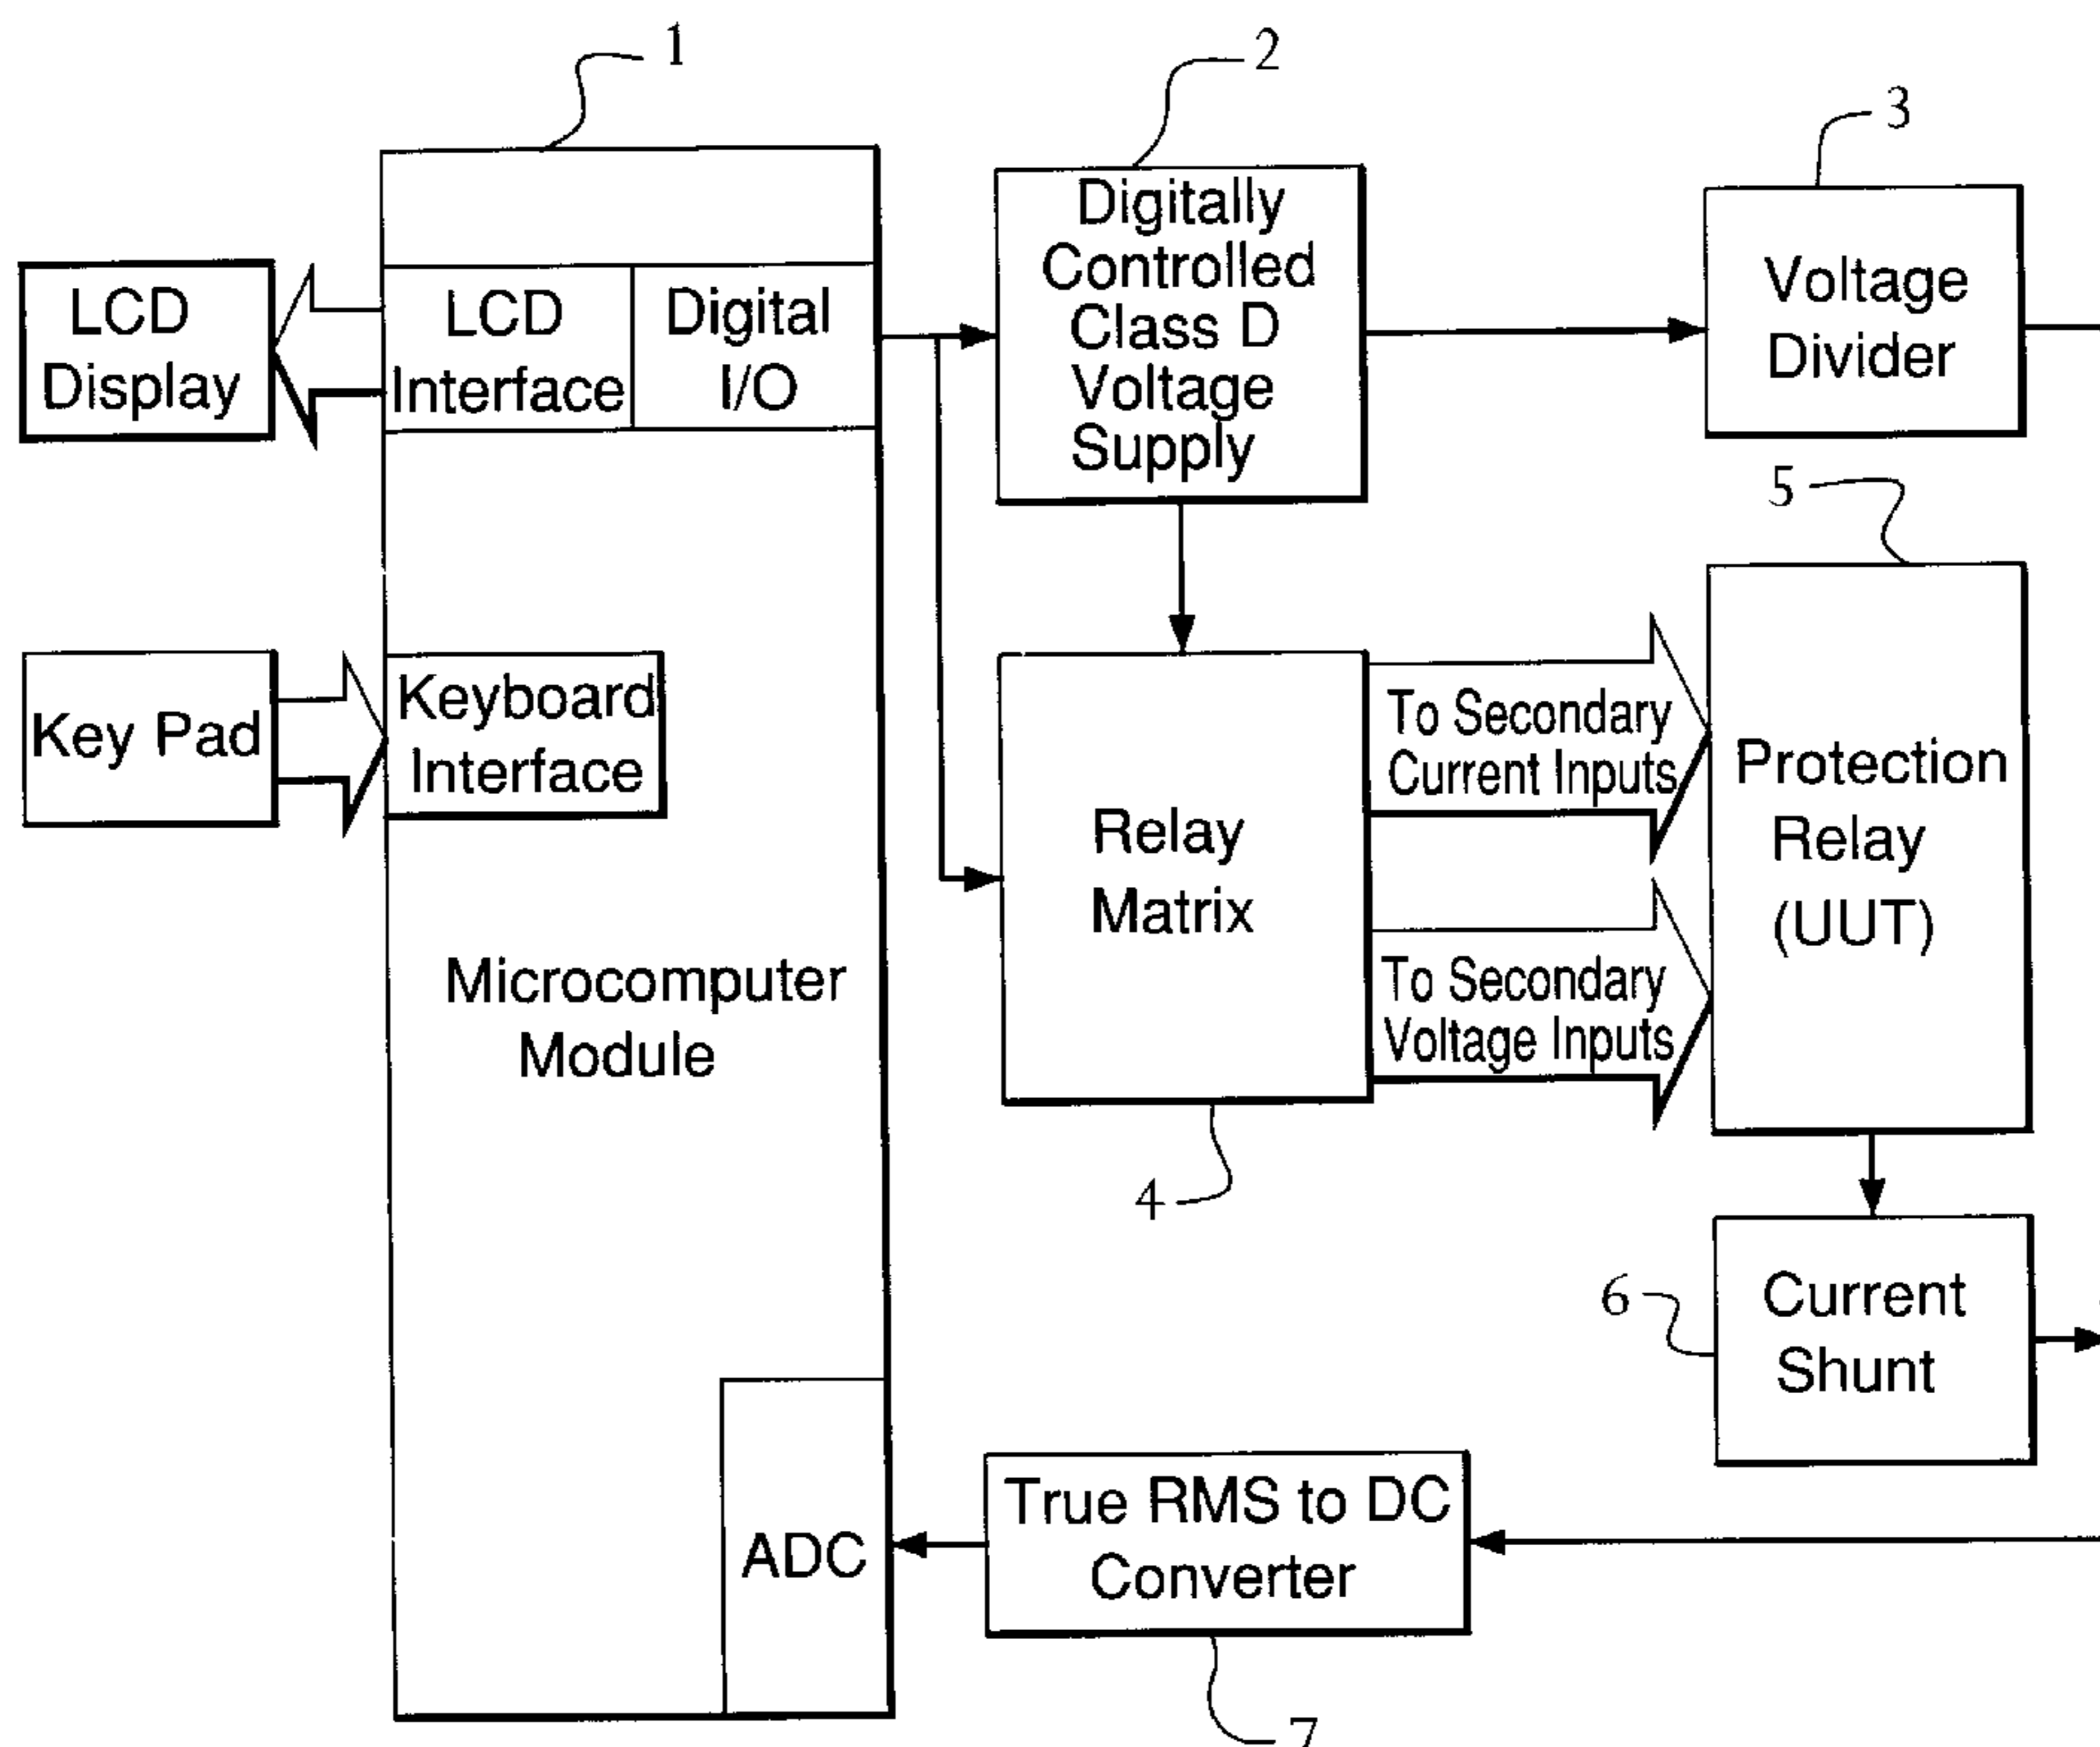 1
2
3
LCD
Display
LCD
Interface
Digital
I/O
Digitally
Controlled
Class D
Voltage
Supply
Voltage
Divider
5
Key Pad
Keyboard
Interface
Microcomputer
Module
Relay
Matrix
To Secondary
Current Inputs
To Secondary
Voltage Inputs
Protection
Relay
(UUT)
4
6
Current
Shunt
ADC
True RMS to DC
Converter
7